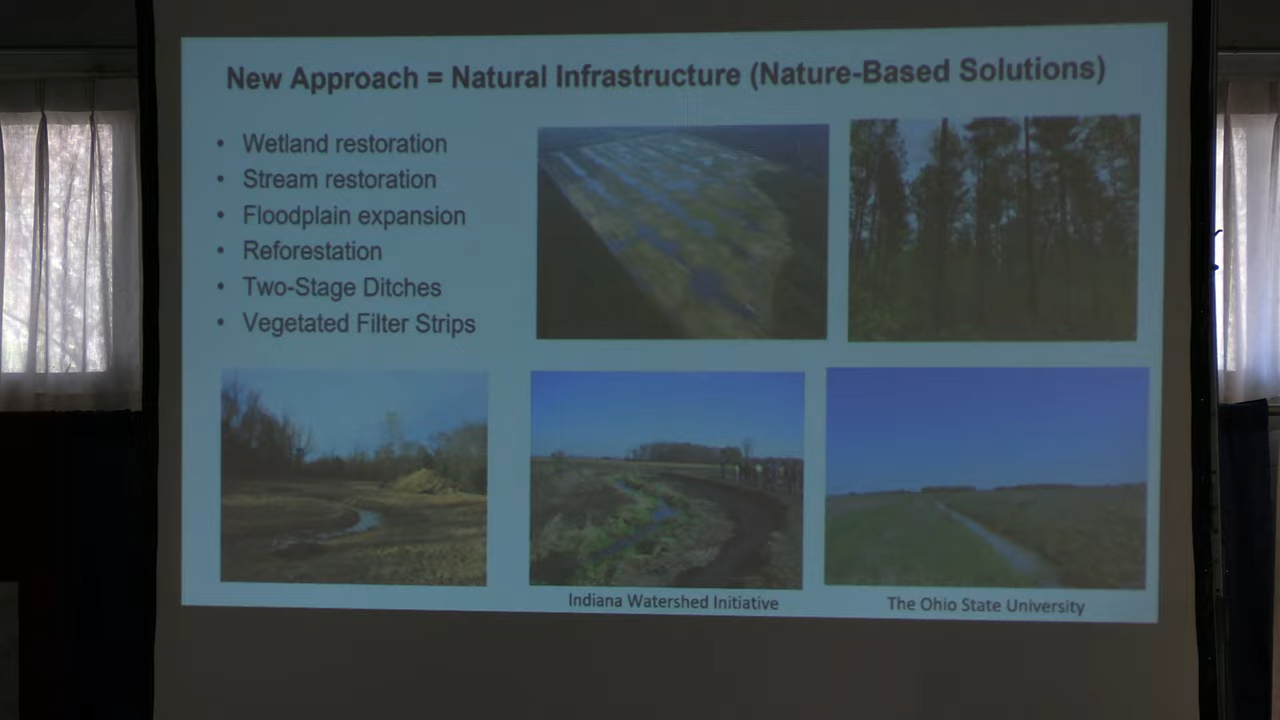 New Approach = Natural Infrastructure (Nature-Based Solutions)
• Wetland restoration
• Stream restoration
• Floodplain expansion
• Reforestation
• Two-Stage Ditches
• Vegetated Filter Strips
Indiana Watershed Initiative
The Ohio State University